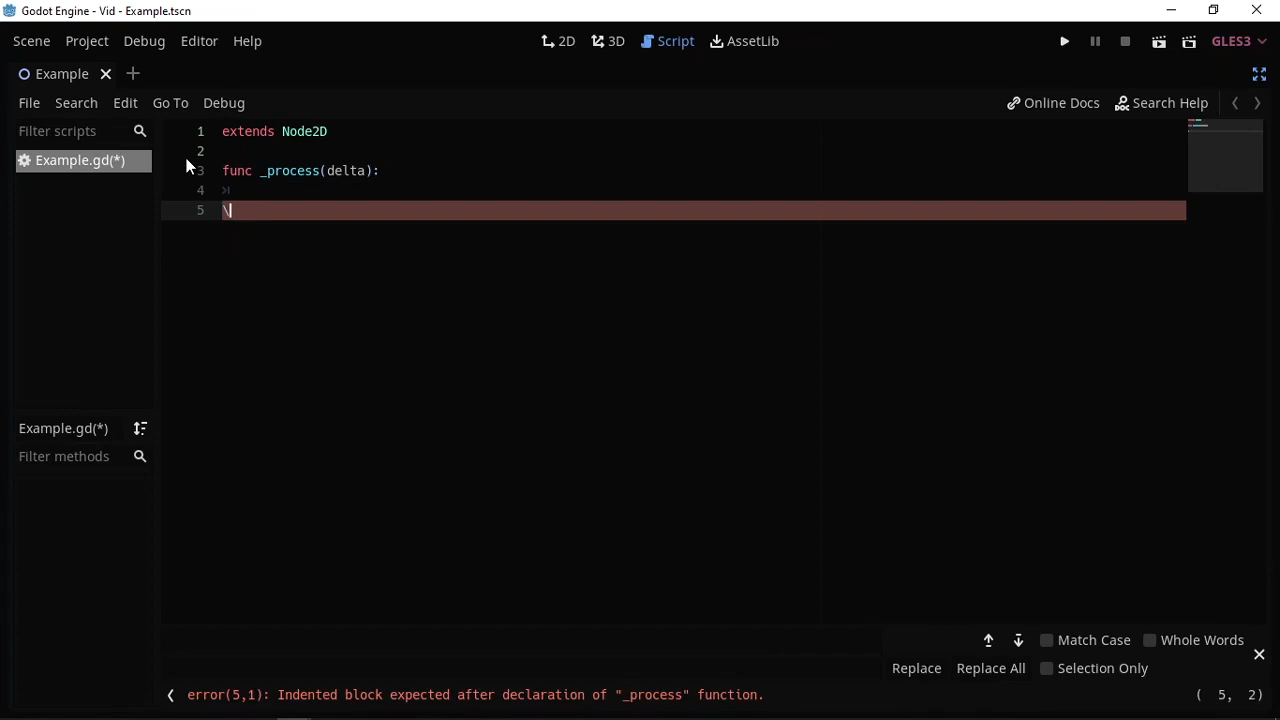 Godot Engine - Vid - Example.tscn
Scene Project Debug Editor Help 2D 3D Script AssetLib GLES3
Example
File Search Edit Go To Debug Online Docs Search Help
Filter scripts
Example.gd(*)
1 extends Node2D
2
3 func _process(delta):
4
5 \
Example.gd(*)
Filter methods
Match Case Whole Words
Replace Replace All Selection Only
error(5,1): Indented block expected after declaration of "_process" function. ( 5, 2)